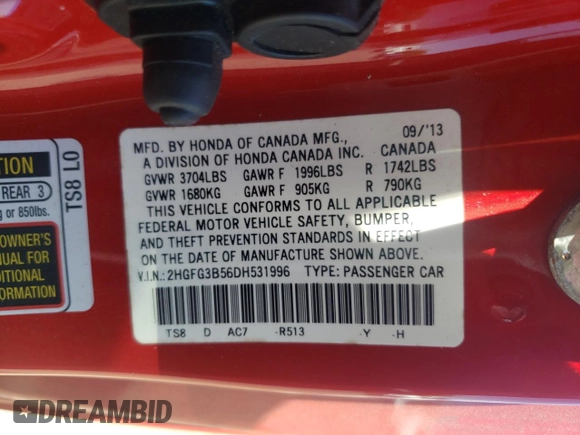 MFD. BY HONDA OF CANADA MFG., 09/'13
A DIVISION OF HONDA CANADA INC. CANADA
GVWR 3704LBS GAWR F 1996LBS R 1742LBS
GVWR 1680KG GAWR F 905KG R 790KG
THIS VEHICLE CONFORMS TO ALL APPLICABLE
FEDERAL MOTOR VEHICLE SAFETY, BUMPER,
AND THEFT PREVENTION STANDARDS IN EFFECT
ON THE DATE OF MANUFACTURE SHOWN ABOVE.
V.I.N.: 2HGFG3B56DH531996 TYPE: PASSENGER CAR
TS8 D AC7 -R513 -Y -H
TION
REAR 3
g or 850lbs.
OWNER'S
NUAL FOR
DITIONAL
FORMATION
TS8 L0
DREAMBID